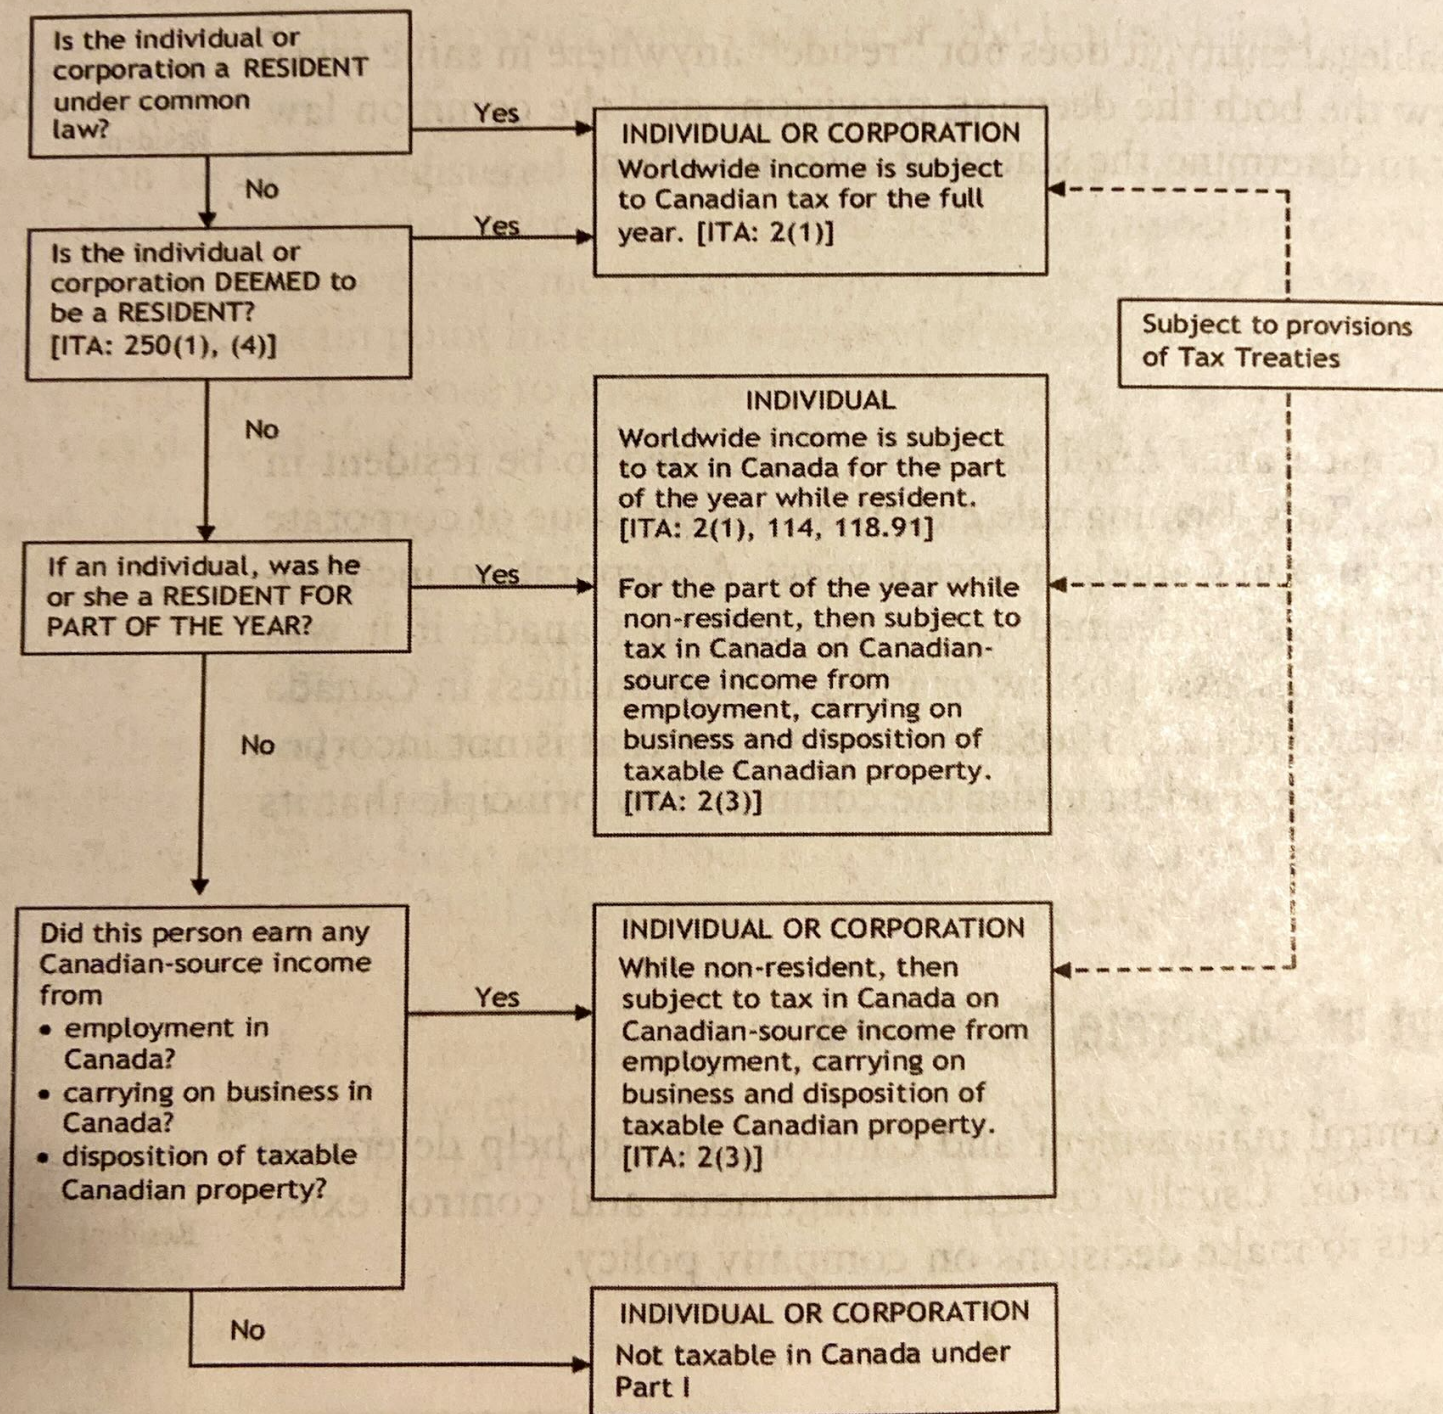 Is the individual or
corporation a RESIDENT
under common
law?
Yes
No
INDIVIDUAL OR CORPORATION
Worldwide income is subject
to Canadian tax for the full
year. [ITA: 2(1)]
Is the individual or
corporation DEEMED to
be a RESIDENT?
[ITA: 250(1), (4)]
Yes
No
Subject to provisions
of Tax Treaties
If an individual, was he
or she a RESIDENT FOR
PART OF THE YEAR?
Yes
No
INDIVIDUAL
Worldwide income is subject
to tax in Canada for the part
of the year while resident.
[ITA: 2(1), 114, 118.91]
For the part of the year while
non-resident, then subject to
tax in Canada on Canadian-
source income from
employment, carrying on
business and disposition of
taxable Canadian property.
[ITA: 2(3)]
Did this person earn any
Canadian-source income
from
• employment in
Canada?
• carrying on business in
Canada?
• disposition of taxable
Canadian property?
Yes
No
INDIVIDUAL OR CORPORATION
While non-resident, then
subject to tax in Canada on
Canadian-source income from
employment, carrying on
business and disposition of
taxable Canadian property.
[ITA: 2(3)]
INDIVIDUAL OR CORPORATION
Not taxable in Canada under
Part I